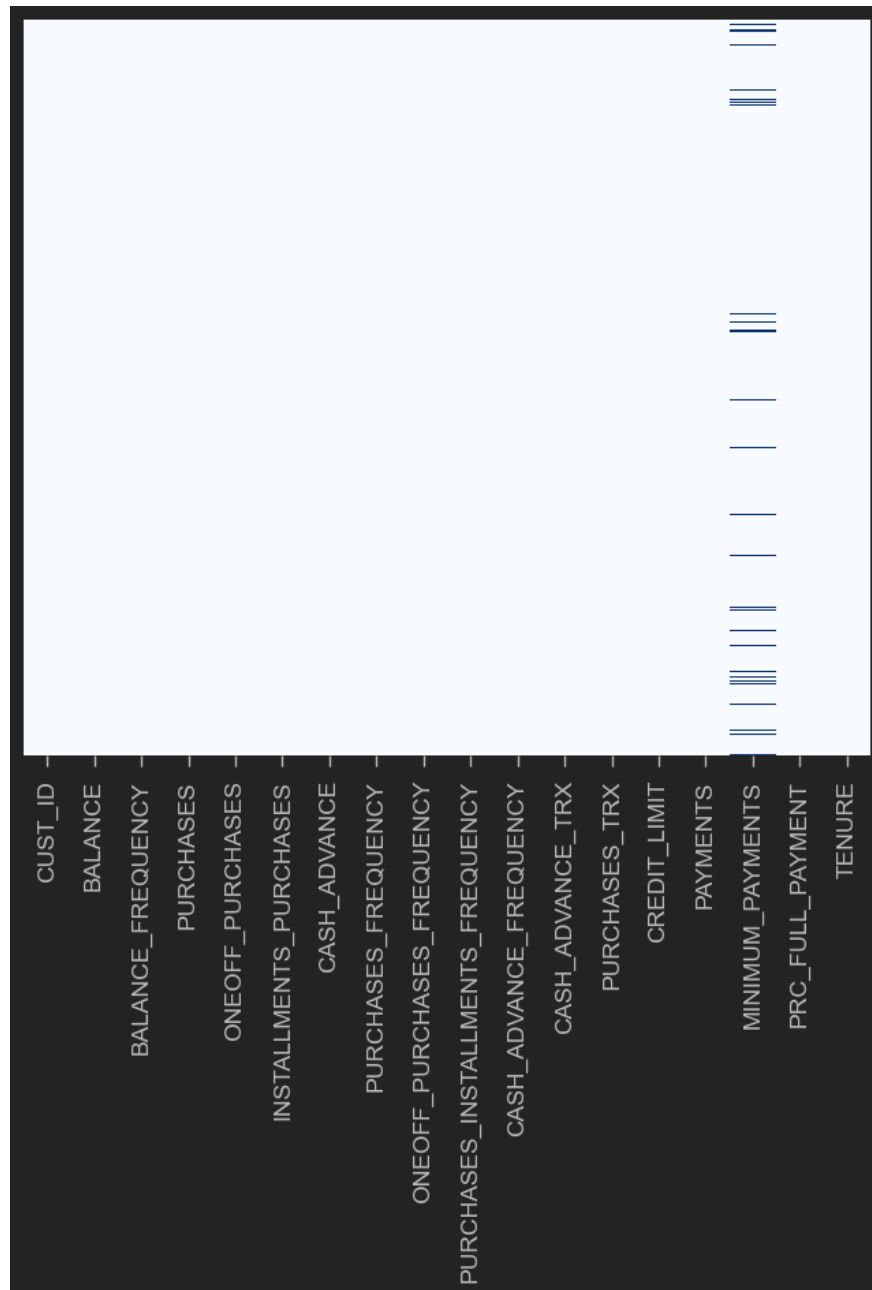 CUST_ID
BALANCE
BALANCE_FREQUENCY
PURCHASES
ONEOFF_PURCHASES
INSTALLMENTS_PURCHASES
CASH_ADVANCE
PURCHASES_FREQUENCY
ONEOFF_PURCHASES_FREQUENCY
PURCHASES_INSTALLMENTS_FREQUENCY
CASH_ADVANCE_FREQUENCY
CASH_ADVANCE_TRX
PURCHASES_TRX
CREDIT_LIMIT
PAYMENTS
MINIMUM_PAYMENTS
PRC_FULL_PAYMENT
TENURE